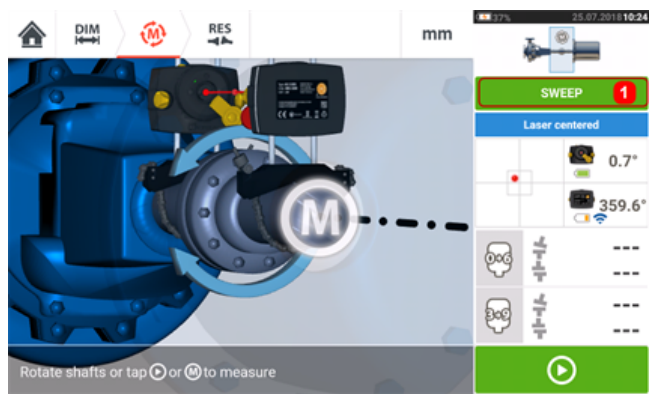 DIM
M
RES
mm
37%
25.07.2018 10:24
M
SWEEP 1
Laser centered
0.7°
359.6°
M
0•6
---
---
3•9
---
---
Rotate shafts or tap or M to measure